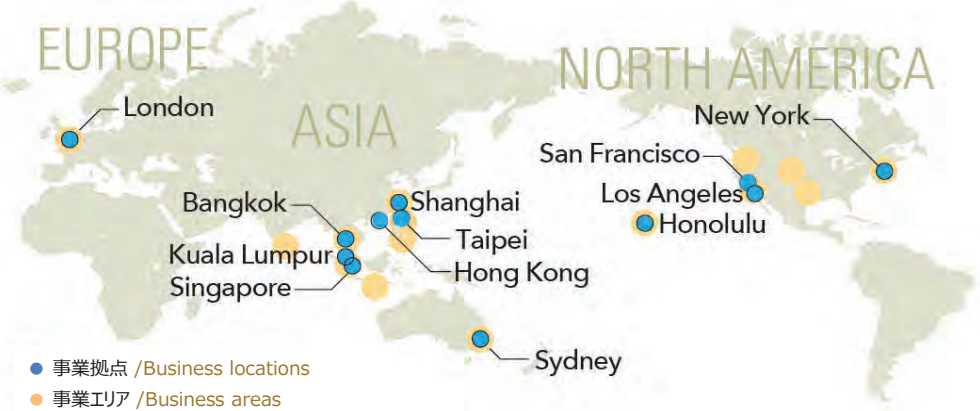 EUROPE
NORTH AMERICA
London
ASIA
New York
San Francisco
Los Angeles
Bangkok
Shanghai
Honolulu
Taipei
Kuala Lumpur
Hong Kong
Singapore
Sydney
事業拠点 /Business locations
事業エリア /Business areas